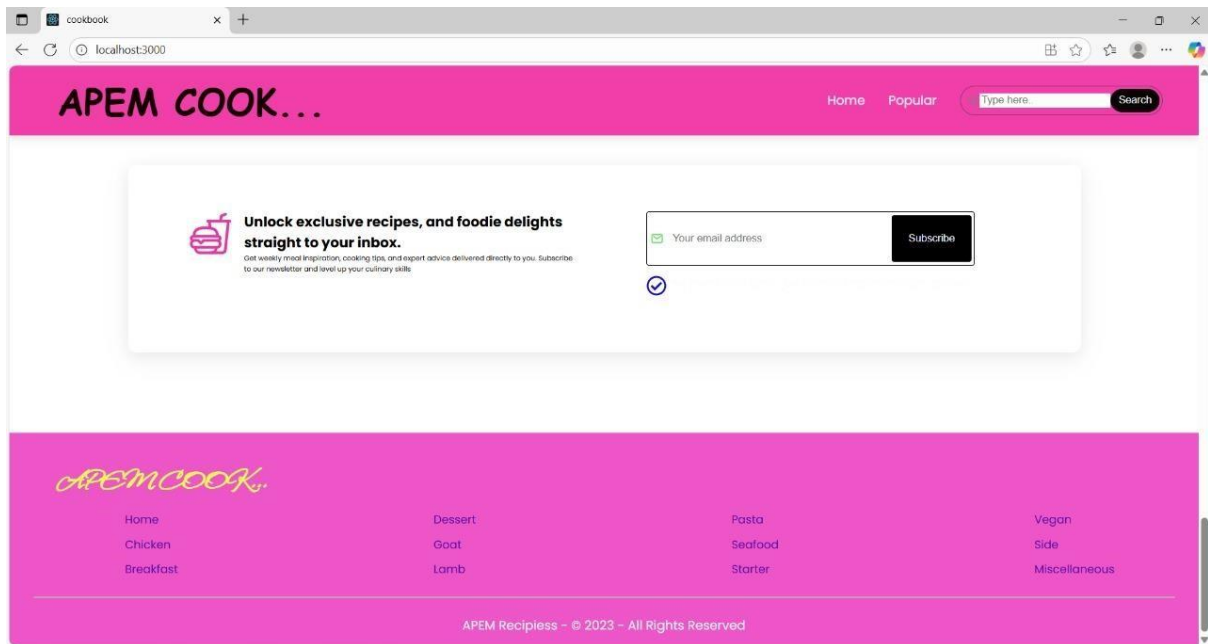 cookbook
localhost:3000
APEM COOK...
Home Popular Type here.. Search
Unlock exclusive recipes, and foodie delights
straight to your inbox.
Get weekly meal inspiration, cooking tips, and expert advice delivered directly to you. Subscribe
to our newsletter and level up your culinary skills
Your email address Subscribe
APEMCOOK...
Home Dessert Pasta Vegan
Chicken Goat Seafood Side
Breakfast Lamb Starter Miscellaneous
APEM Recipiess - © 2023 - All Rights Reserved